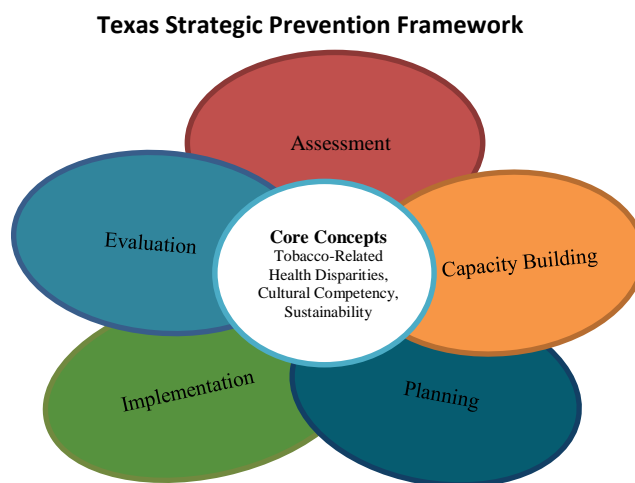 Texas Strategic Prevention Framework
Assessment
Capacity Building
Planning
Implementation
Evaluation
Core Concepts
Tobacco-Related
Health Disparities,
Cultural Competency,
Sustainability